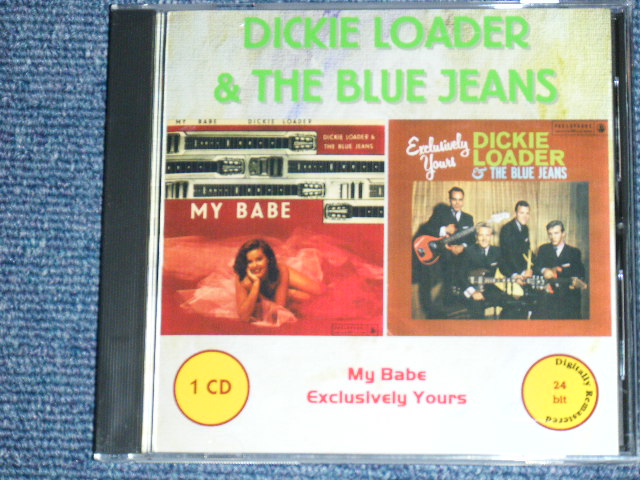 DICKIE LOADER
& THE BLUE JEANS
MY BABE DICKIE LOADER
DICKIE LOADER &
THE BLUE JEANS
MY BABE
Exclusively
Yours
DICKIE
LOADER
& THE BLUE JEANS
1 CD
My Babe
Exclusively Yours
Digitally Remastered
24
bit